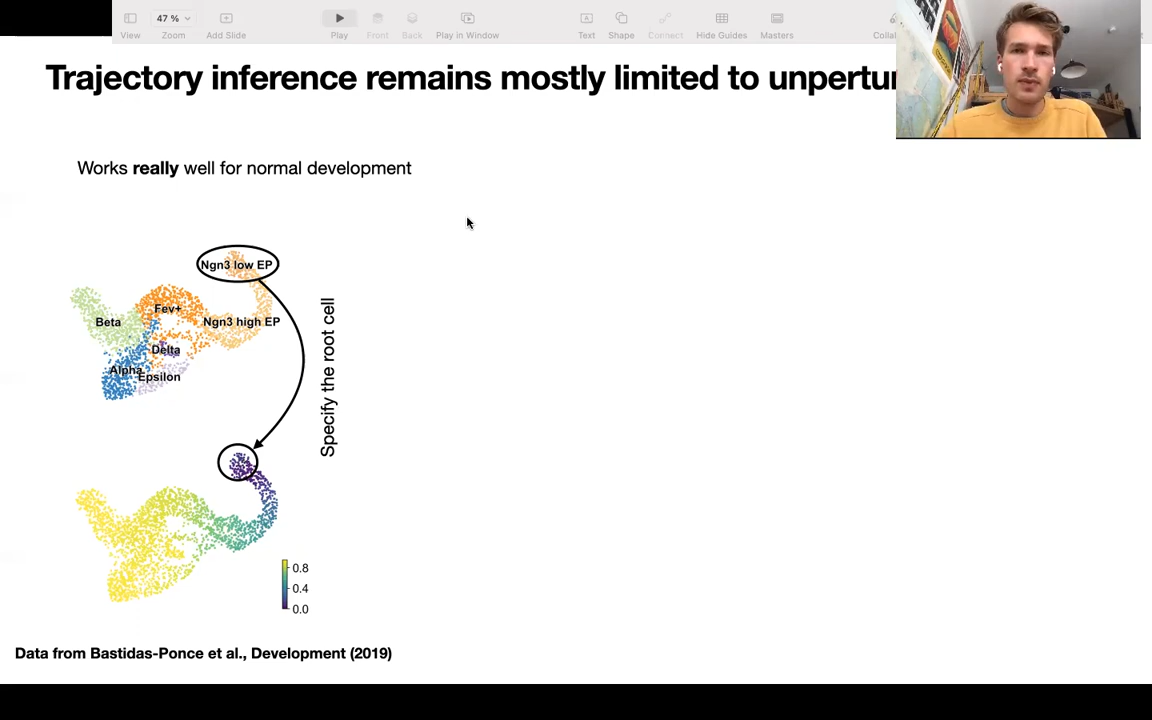 47 %
View
Zoom
Add Slide
Play
Front
Back
Play in Window
Text
Shape
Connect
Hide Guides
Masters
Trajectory inference remains mostly limited to
Works really well for normal development
Ngn3 low EP
Fev+
Beta
Ngn3 high EP
Delta
Alpha
Epsilon
Specify the root cell
0.8
0.4
0.0
Data from Bastidas-Ponce et al., Development (2019)